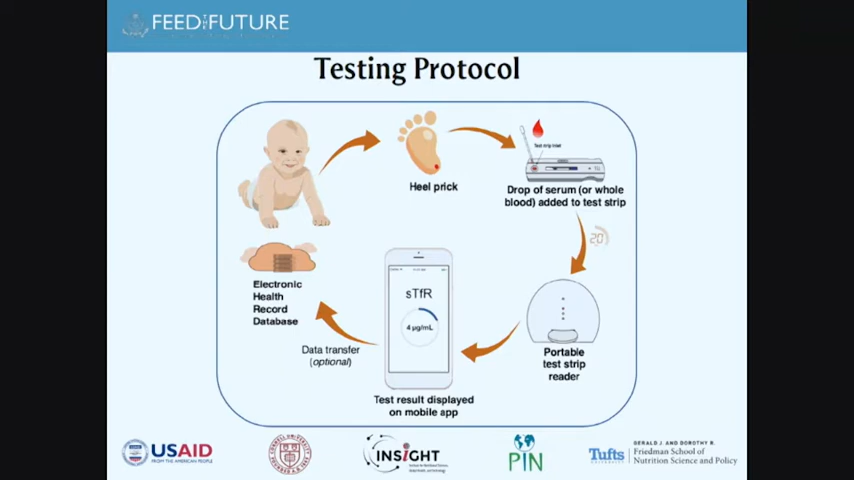 FEED THE FUTURE
Testing Protocol
Heel prick
Drop of serum (or whole
blood) added to test strip
20
Portable
test strip
reader
sTfR
4 µg/mL
Test result displayed
on mobile app
Data transfer
(optional)
Electronic
Health
Record
Database
USAID
FROM THE AMERICAN PEOPLE
CORNELL UNIVERSITY
INSiGHT
PIN
Tufts
UNIVERSITY
GERALD J. AND DOROTHY R.
Friedman School of
Nutrition Science and Policy